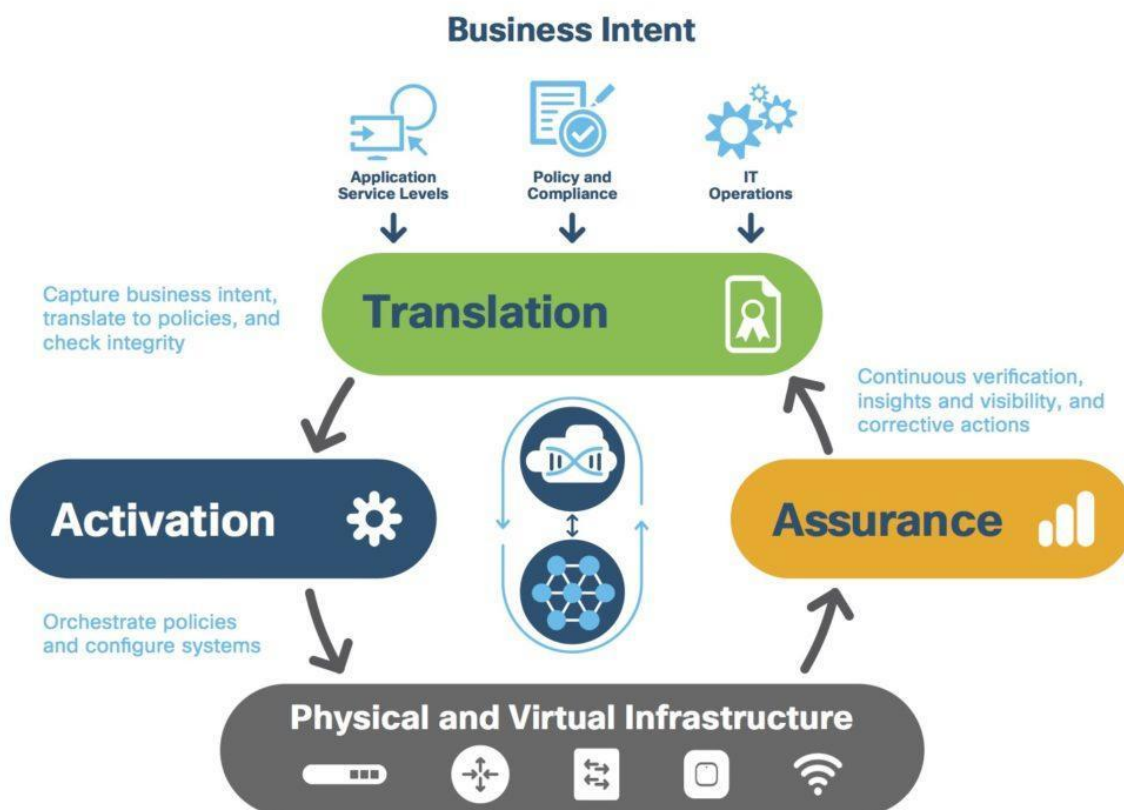 Business Intent
Application
Service Levels
Policy and
Compliance
IT
Operations
Capture business intent,
translate to policies, and
check integrity
Translation
Continuous verification,
insights and visibility, and
corrective actions
Activation
Assurance
Orchestrate policies
and configure systems
Physical and Virtual Infrastructure